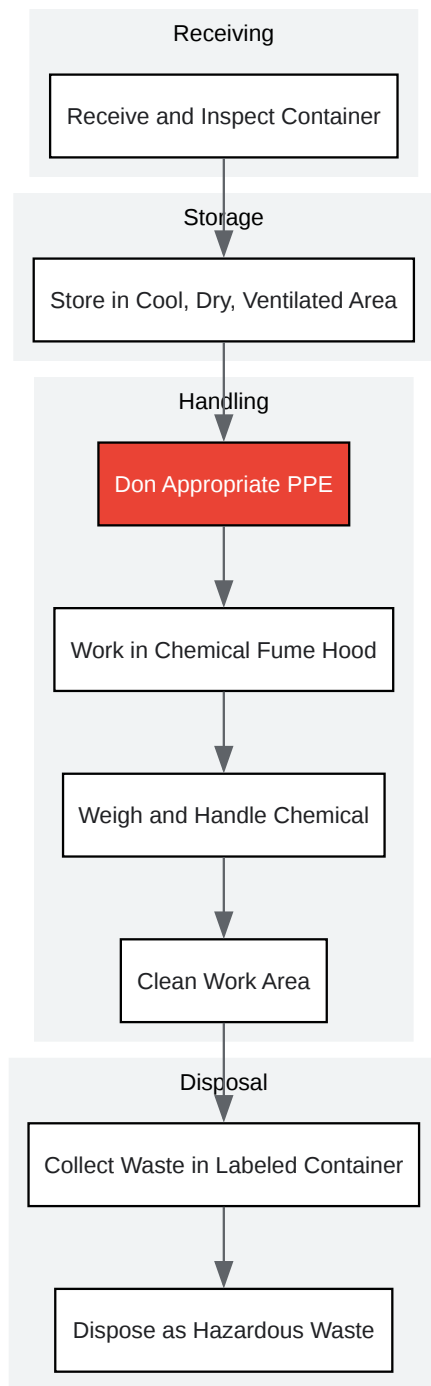 Receiving
Receive and Inspect Container
Storage
Store in Cool, Dry, Ventilated Area
Handling
Don Appropriate PPE
Work in Chemical Fume Hood
Weigh and Handle Chemical
Clean Work Area
Disposal
Collect Waste in Labeled Container
Dispose as Hazardous Waste